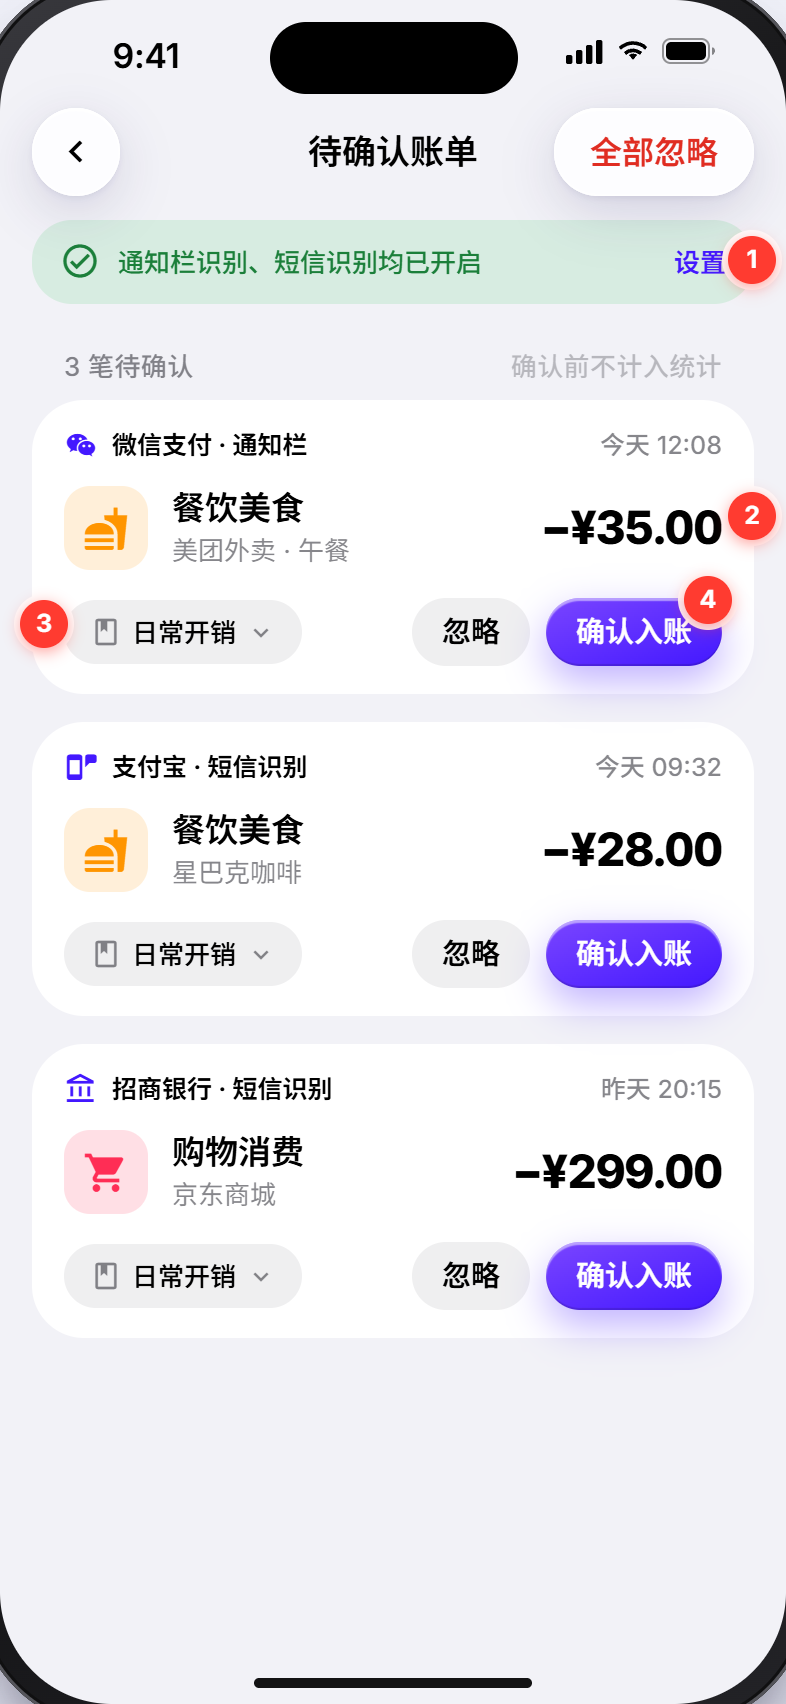 9:41
待确认账单
全部忽略
通知栏识别、短信识别均已开启
设置
1
3 笔待确认
确认前不计入统计
微信支付 · 通知栏
今天 12:08
餐饮美食
美团外卖 · 午餐
–¥35.00
2
3
日常开销
忽略
确认入账
4
支付宝 · 短信识别
今天 09:32
餐饮美食
星巴克咖啡
–¥28.00
日常开销
忽略
确认入账
招商银行 · 短信识别
昨天 20:15
购物消费
京东商城
–¥299.00
日常开销
忽略
确认入账